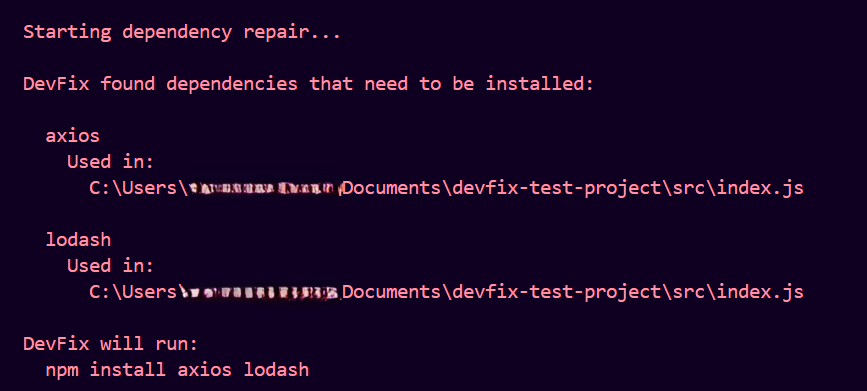 Starting dependency repair...
DevFix found dependencies that need to be installed:
axios
Used in:
C:\Users\ Documents\devfix-test-project\src\index.js
lodash
Used in:
C:\Users\ Documents\devfix-test-project\src\index.js
DevFix will run:
npm install axios lodash